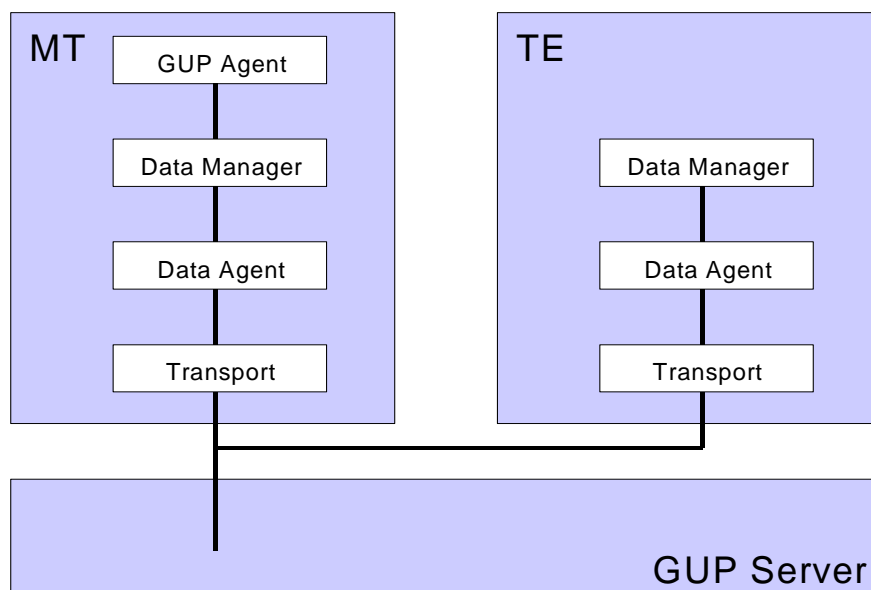 MT
GUP Agent
Data Manager
Data Agent
Transport
TE
Data Manager
Data Agent
Transport
GUP Server